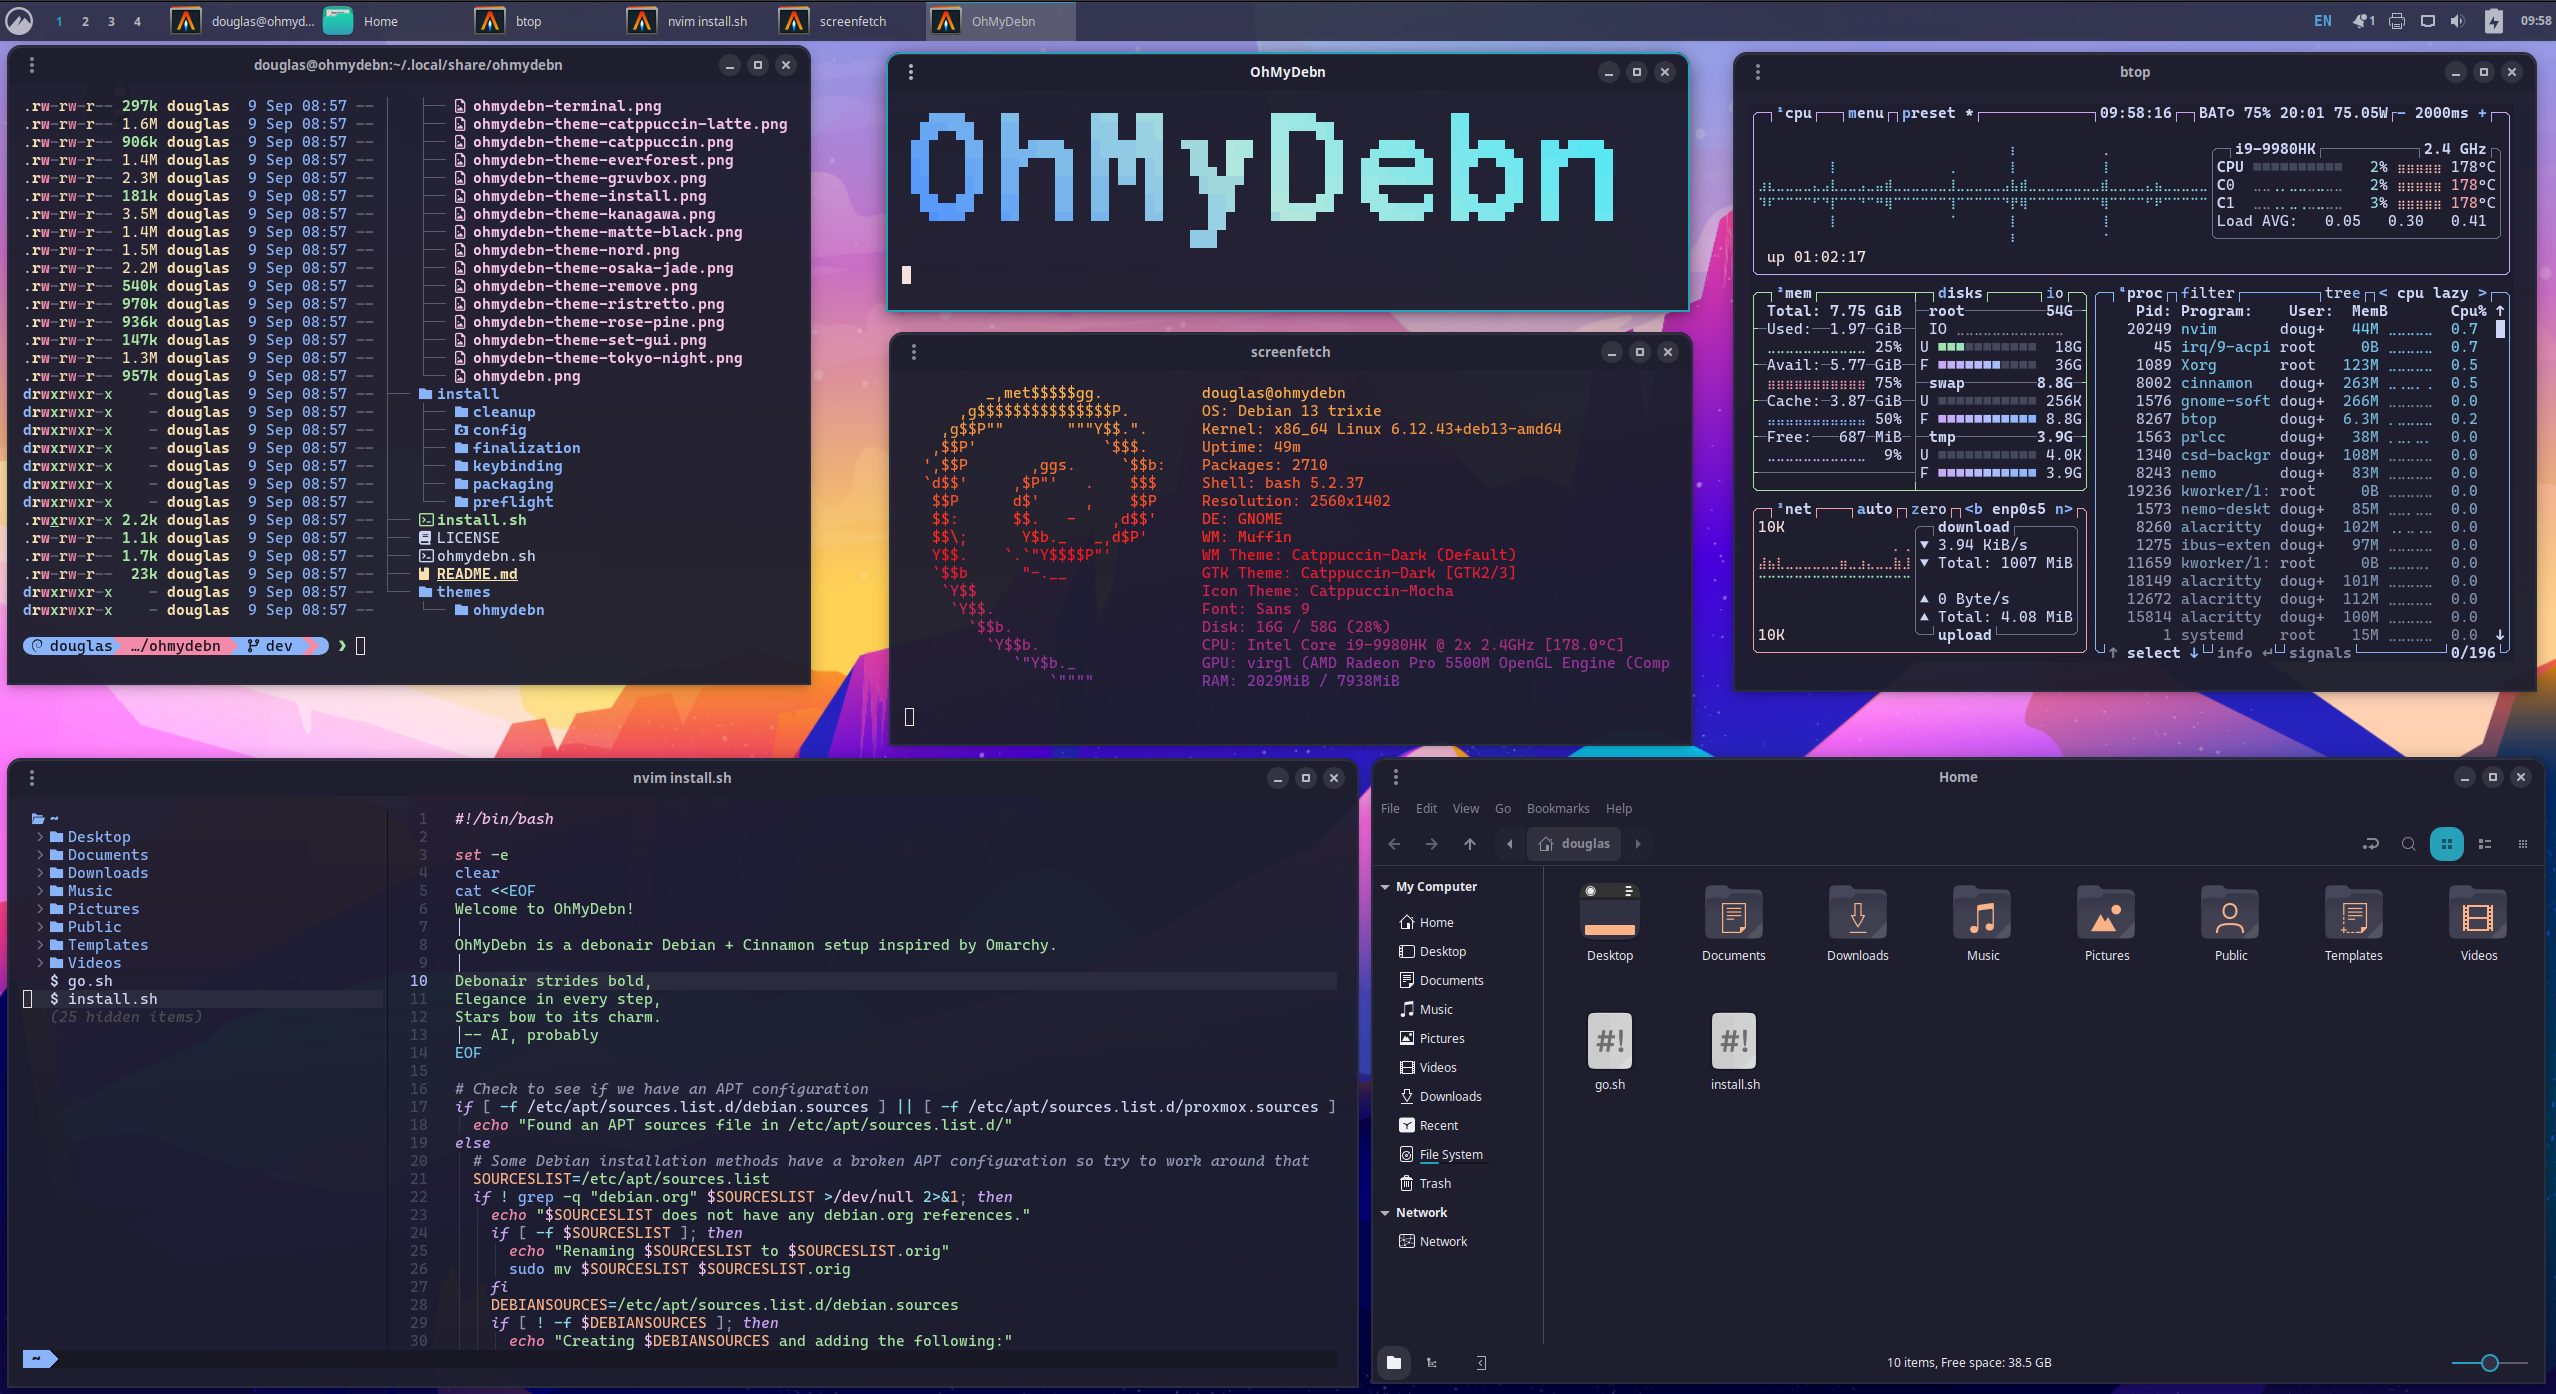 1 2 3 4 douglas@ohmyd... Home btop nvim install.sh screenfetch OhMyDebn EN 1 09:58
douglas@ohmydebn:~/.local/share/ohmydebn
.rw-rw-r-- 297k douglas 9 Sep 08:57 -- ohmydebn-terminal.png
.rw-rw-r-- 1.6M douglas 9 Sep 08:57 -- ohmydebn-theme-catppuccin-latte.png
.rw-rw-r-- 906k douglas 9 Sep 08:57 -- ohmydebn-theme-catppuccin.png
.rw-rw-r-- 1.4M douglas 9 Sep 08:57 -- ohmydebn-theme-everforest.png
.rw-rw-r-- 2.3M douglas 9 Sep 08:57 -- ohmydebn-theme-gruvbox.png
.rw-rw-r-- 181k douglas 9 Sep 08:57 -- ohmydebn-theme-install.png
.rw-rw-r-- 3.5M douglas 9 Sep 08:57 -- ohmydebn-theme-kanagawa.png
.rw-rw-r-- 1.4M douglas 9 Sep 08:57 -- ohmydebn-theme-matte-black.png
.rw-rw-r-- 1.5M douglas 9 Sep 08:57 -- ohmydebn-theme-nord.png
.rw-rw-r-- 2.2M douglas 9 Sep 08:57 -- ohmydebn-theme-osaka-jade.png
.rw-rw-r-- 540k douglas 9 Sep 08:57 -- ohmydebn-theme-remove.png
.rw-rw-r-- 970k douglas 9 Sep 08:57 -- ohmydebn-theme-ristretto.png
.rw-rw-r-- 936k douglas 9 Sep 08:57 -- ohmydebn-theme-rose-pine.png
.rw-rw-r-- 147k douglas 9 Sep 08:57 -- ohmydebn-theme-set-gui.png
.rw-rw-r-- 1.3M douglas 9 Sep 08:57 -- ohmydebn-theme-tokyo-night.png
.rw-rw-r-- 957k douglas 9 Sep 08:57 -- ohmydebn.png
drwxrwxr-x - douglas 9 Sep 08:57 -- install
drwxrwxr-x - douglas 9 Sep 08:57 -- cleanup
drwxrwxr-x - douglas 9 Sep 08:57 -- config
drwxrwxr-x - douglas 9 Sep 08:57 -- finalization
drwxrwxr-x - douglas 9 Sep 08:57 -- keybinding
drwxrwxr-x - douglas 9 Sep 08:57 -- packaging
drwxrwxr-x - douglas 9 Sep 08:57 -- preflight
.rwxrwxr-x 2.2k douglas 9 Sep 08:57 -- install.sh
.rw-rw-r-- 1.1k douglas 9 Sep 08:57 -- LICENSE
.rw-rw-r-- 1.7k douglas 9 Sep 08:57 -- ohmydebn.sh
.rw-rw-r-- 23k douglas 9 Sep 08:57 -- README.md
drwxrwxr-x - douglas 9 Sep 08:57 -- themes
drwxrwxr-x - douglas 9 Sep 08:57 -- ohmydebn
douglas …/ohmydebn dev ❯
OhMyDebn
OhMyDebn
screenfetch
_,met$$$$$gg.
,g$$$$$$$$$$$$$$$P.
,g$$P"" """Y$$.".
,$$P' `$$$.
',$$P ,ggs. `$$b:
`d$$' ,$P"' . $$$
$$P d$' , $$P
$$: $$. - ,d$$'
$$\; Y$b._ _,d$P'
Y$$. `.`"Y$$$$P"'
`$$b "-.__
`Y$$
`Y$$.
`$$b.
`Y$$b.
`"Y$b._
`""""
douglas@ohmydebn
OS: Debian 13 trixie
Kernel: x86_64 Linux 6.12.43+deb13-amd64
Uptime: 49m
Packages: 2710
Shell: bash 5.2.37
Resolution: 2560x1402
DE: GNOME
WM: Muffin
WM Theme: Catppuccin-Dark (Default)
GTK Theme: Catppuccin-Dark [GTK2/3]
Icon Theme: Catppuccin-Mocha
Font: Sans 9
Disk: 16G / 58G (28%)
CPU: Intel Core i9-9980HK @ 2x 2.4GHz [178.0°C]
GPU: virgl (AMD Radeon Pro 5500M OpenGL Engine (Comp
RAM: 2029MiB / 7938MiB
btop
¹cpu menu preset * 09:58:16 BAT 75% 20:01 75.05W - 2000ms +
i9-9980HK 2.4 GHz
CPU 2% 178°C
C0 2% 178°C
C1 3% 178°C
Load AVG: 0.05 0.30 0.41
up 01:02:17
²mem
Total: 7.75 GiB
Used: 1.97 GiB
25%
Avail: 5.77 GiB
75%
Cache: 3.87 GiB
50%
Free: 687 MiB
9%
disks io
root 54G
IO
U 18G
F 36G
swap 8.8G
U 256K
F 8.8G
tmp 3.9G
U 4.0K
F 3.9G
³net auto zero <b enp0s5 n>
10K
download
▼ 3.94 KiB/s
▼ Total: 1007 MiB
▲ 0 Byte/s
▲ Total: 4.08 MiB
10K
upload
⁴proc filter tree < cpu lazy >
Pid: Program: User: MemB Cpu% ↑
20249 nvim doug+ 44M 0.7
45 irq/9-acpi root 0B 0.7
1089 Xorg root 123M 0.5
8002 cinnamon doug+ 263M 0.5
1576 gnome-soft doug+ 266M 0.0
8267 btop doug+ 6.3M 0.2
1563 prlcc doug+ 38M 0.0
1340 csd-backgr doug+ 108M 0.0
8243 nemo doug+ 83M 0.0
19236 kworker/1: root 0B 0.0
1573 nemo-deskt doug+ 85M 0.0
8260 alacritty doug+ 102M 0.0
1275 ibus-exten doug+ 97M 0.0
11659 kworker/1: root 0B 0.0
18149 alacritty doug+ 101M 0.0
12672 alacritty doug+ 112M 0.0
15814 alacritty doug+ 100M 0.0
1 systemd root 15M 0.0 ↓
↑ select ↓ info ↵ signals 0/196
nvim install.sh
~
Desktop
Documents
Downloads
Music
Pictures
Public
Templates
Videos
$ go.sh
$ install.sh
(25 hidden items)
1 #!/bin/bash
2
3 set -e
4 clear
5 cat <<EOF
6 Welcome to OhMyDebn!
7
8 OhMyDebn is a debonair Debian + Cinnamon setup inspired by Omarchy.
9
10 Debonair strides bold,
11 Elegance in every step,
12 Stars bow to its charm.
13 -- AI, probably
14 EOF
15
16 # Check to see if we have an APT configuration
17 if [ -f /etc/apt/sources.list.d/debian.sources ] || [ -f /etc/apt/sources.list.d/proxmox.sources ]
18 echo "Found an APT sources file in /etc/apt/sources.list.d/"
19 else
20 # Some Debian installation methods have a broken APT configuration so try to work around that
21 SOURCESLIST=/etc/apt/sources.list
22 if ! grep -q "debian.org" $SOURCESLIST >/dev/null 2>&1; then
23 echo "$SOURCESLIST does not have any debian.org references."
24 if [ -f $SOURCESLIST ]; then
25 echo "Renaming $SOURCESLIST to $SOURCESLIST.orig"
26 sudo mv $SOURCESLIST $SOURCESLIST.orig
27 fi
28 DEBIANSOURCES=/etc/apt/sources.list.d/debian.sources
29 if [ ! -f $DEBIANSOURCES ]; then
30 echo "Creating $DEBIANSOURCES and adding the following:"
~
Home
File Edit View Go Bookmarks Help
douglas
My Computer
Home
Desktop
Documents
Music
Pictures
Videos
Downloads
Recent
File System
Trash
Network
Network
Desktop Documents Downloads Music Pictures Public Templates Videos
#! #!
go.sh install.sh
10 items, Free space: 38.5 GB